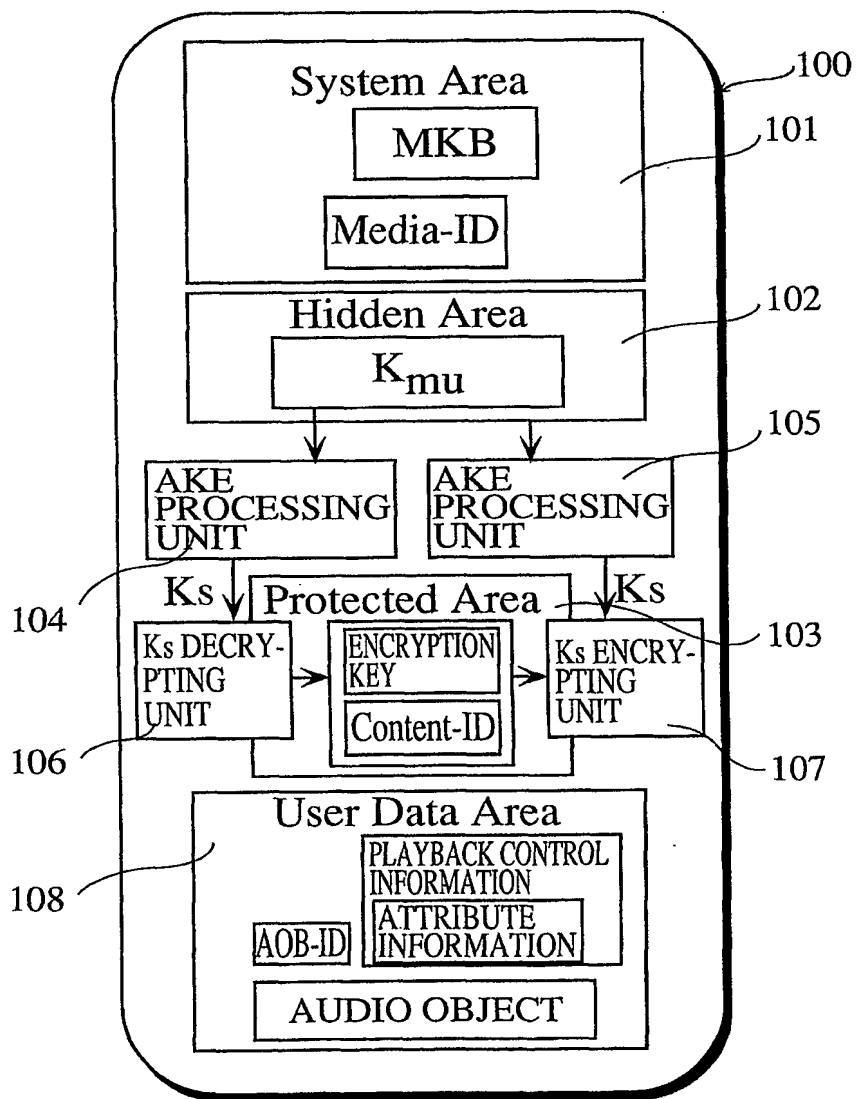 System Area
100
MKB
101
Media-ID
Hidden Area
102
Kmu
105
AKE
PROCESSING
UNIT
AKE
PROCESSING
UNIT
104
Ks
Protected Area
Ks
103
Ks DECRY-
PTING
UNIT
ENCRYPTION
KEY
Content-ID
Ks ENCRY-
PTING
UNIT
106
107
User Data Area
108
PLAYBACK CONTROL
INFORMATION
ATTRIBUTE
INFORMATION
AOB-ID
AUDIO OBJECT